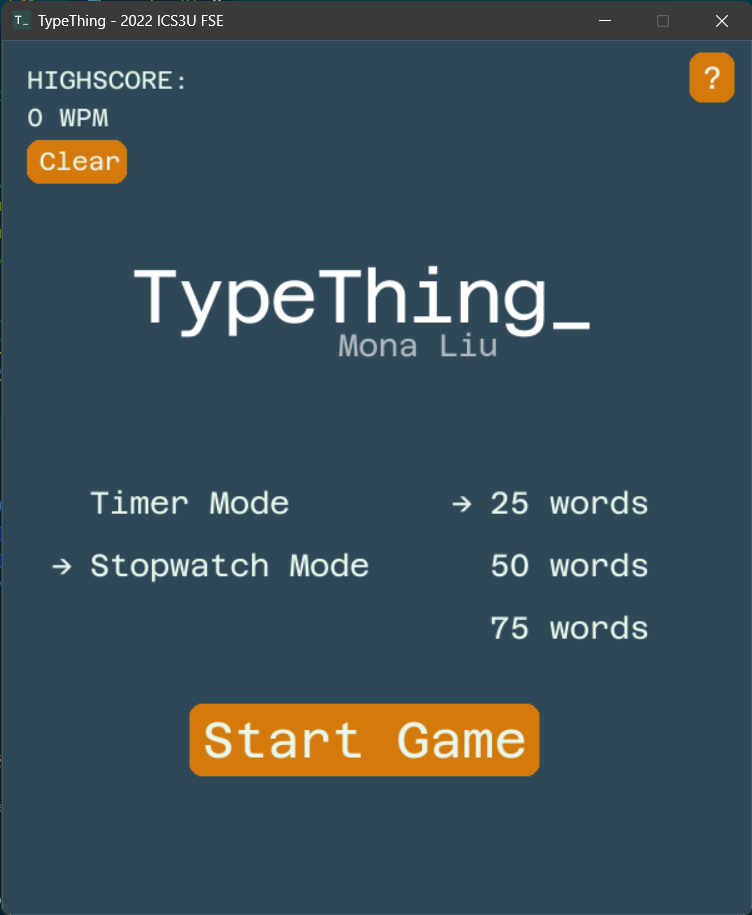 T_ TypeThing - 2022 ICS3U FSE
HIGHSCORE:
?
0 WPM
Clear
TypeThing_
Mona Liu
Timer Mode
→ 25 words
→ Stopwatch Mode
50 words
75 words
Start Game